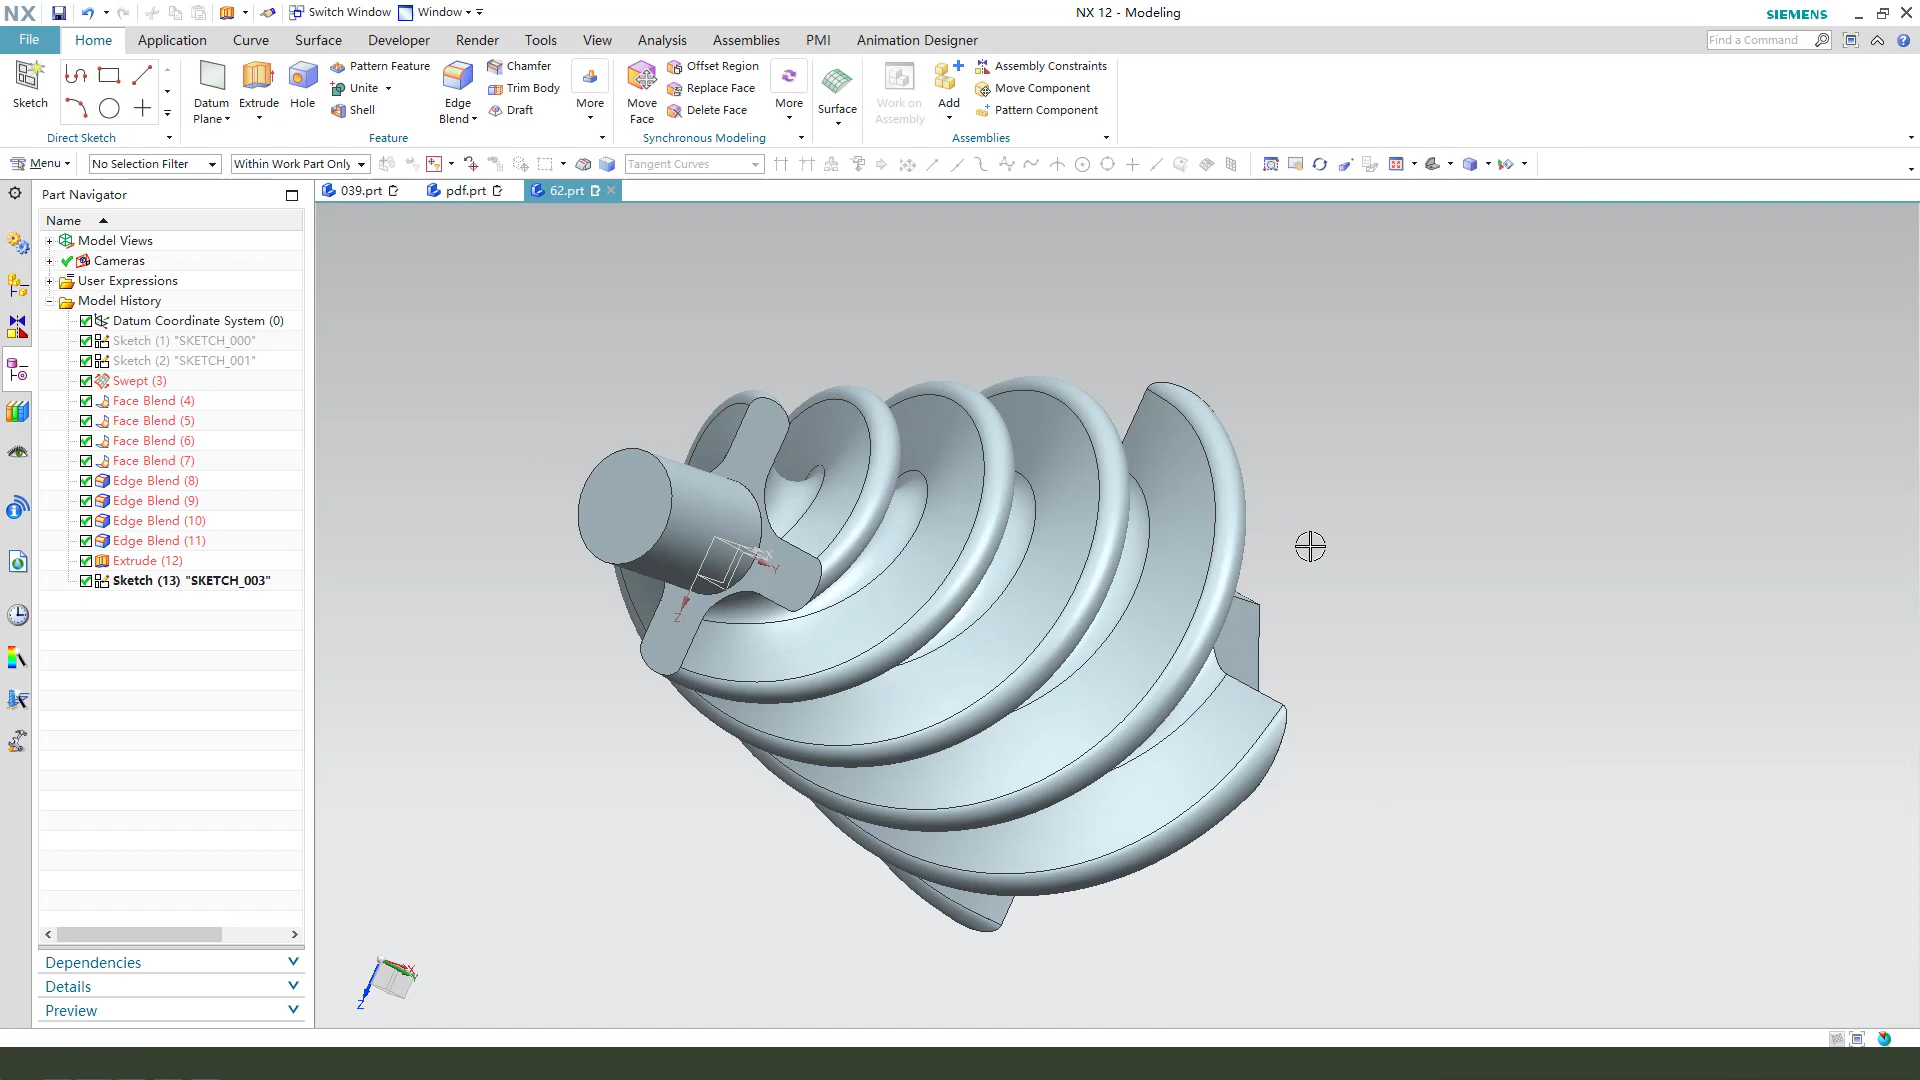 NX Switch Window Window NX 12 - Modeling SIEMENS
File Home Application Curve Surface Developer Render Tools View Analysis Assemblies PMI Animation Designer Find a Command
Pattern Feature Chamfer Offset Region Assembly Constraints
Unite Trim Body Replace Face Move Component
Sketch Datum Plane Extrude Hole Shell Edge Blend Draft More Move Face Delete Face More Surface Work on Assembly Add Pattern Component
Direct Sketch Feature Synchronous Modeling Assemblies
Menu No Selection Filter Within Work Part Only Tangent Curves
Part Navigator 039.prt pdf.prt 62.prt
Name
Model Views
Cameras
User Expressions
Model History
Datum Coordinate System (0)
Sketch (1) "SKETCH_000"
Sketch (2) "SKETCH_001"
Swept (3)
Face Blend (4)
Face Blend (5)
Face Blend (6)
Face Blend (7)
Edge Blend (8)
Edge Blend (9)
Edge Blend (10)
Edge Blend (11)
Extrude (12)
Sketch (13) "SKETCH_003"
X
Y
Z
Dependencies
Details
Preview
X
Y
Z